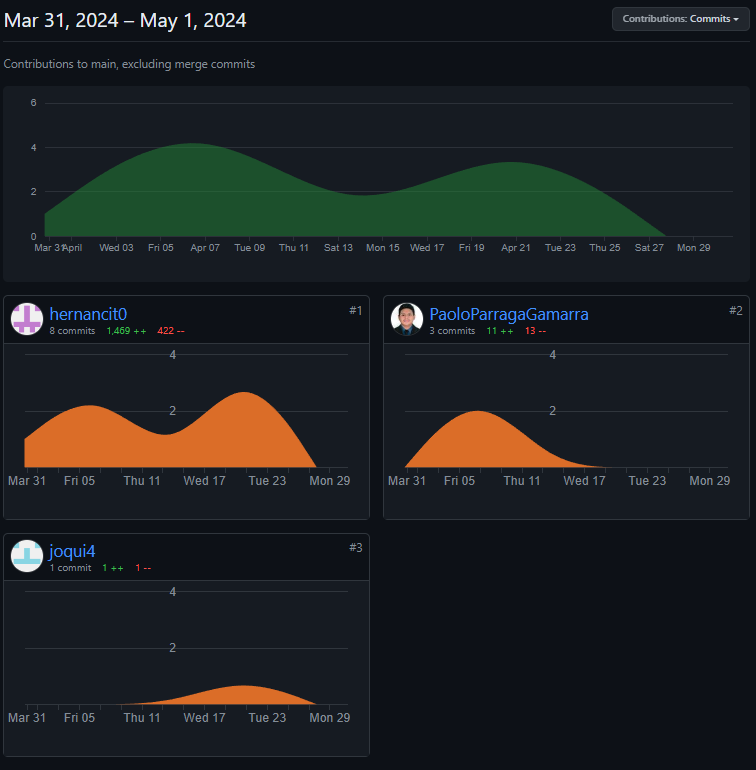 Mar 31, 2024 – May 1, 2024
Contributions: Commits
Contributions to main, excluding merge commits
6
4
2
0
Mar 31 April Wed 03 Fri 05 Apr 07 Tue 09 Thu 11 Sat 13 Mon 15 Wed 17 Fri 19 Apr 21 Tue 23 Thu 25 Sat 27 Mon 29
hernancit0 #1
8 commits 1,469 ++ 422 --
4
2
Mar 31 Fri 05 Thu 11 Wed 17 Tue 23 Mon 29
PaoloParragaGamarra #2
3 commits 11 ++ 13 --
4
2
Mar 31 Fri 05 Thu 11 Wed 17 Tue 23 Mon 29
joqui4 #3
1 commit 1 ++ 1 --
4
2
Mar 31 Fri 05 Thu 11 Wed 17 Tue 23 Mon 29